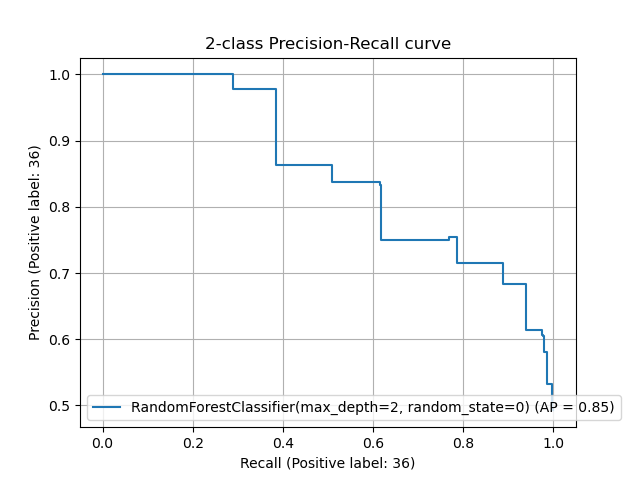 2-class Precision-Recall curve
1.0
0.9
0.8
0.7
0.6
0.5
Precision (Positive label: 36)
RandomForestClassifier(max_depth=2, random_state=0) (AP = 0.85)
0.0 0.2 0.4 0.6 0.8 1.0
Recall (Positive label: 36)